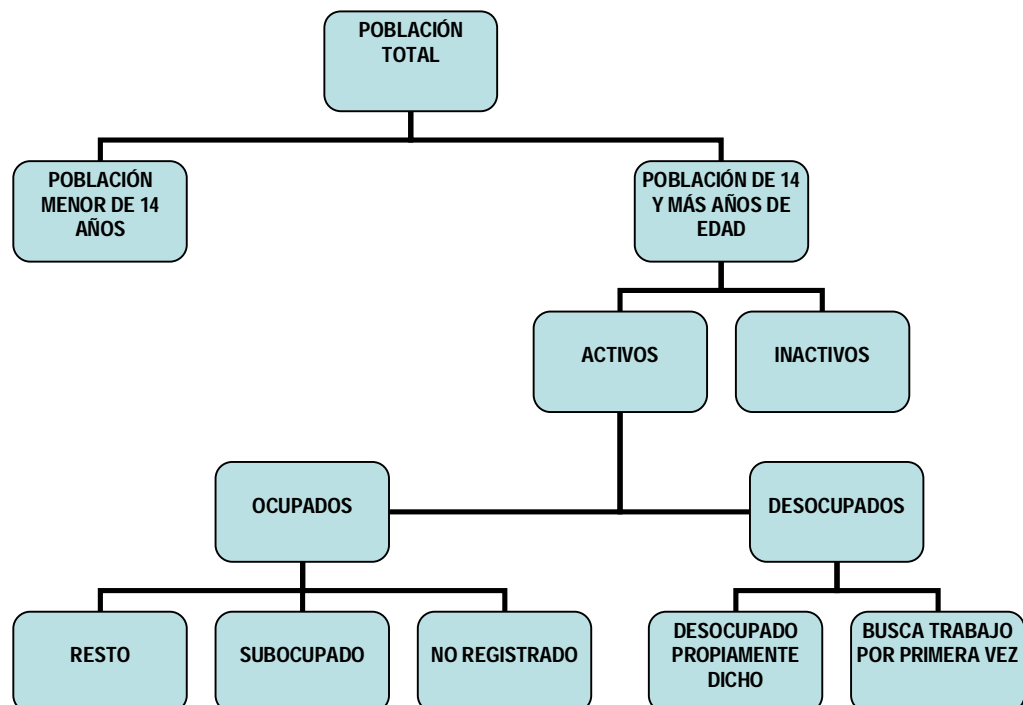 POBLACIÓN
TOTAL
POBLACIÓN
MENOR DE 14
AÑOS
POBLACIÓN DE 14
Y MÁS AÑOS DE
EDAD
ACTIVOS
INACTIVOS
OCUPADOS
DESOCUPADOS
RESTO
SUBOCUPADO
NO REGISTRADO
DESOCUPADO
PROPIAMENTE
DICHO
BUSCA TRABAJO
POR PRIMERA VEZ